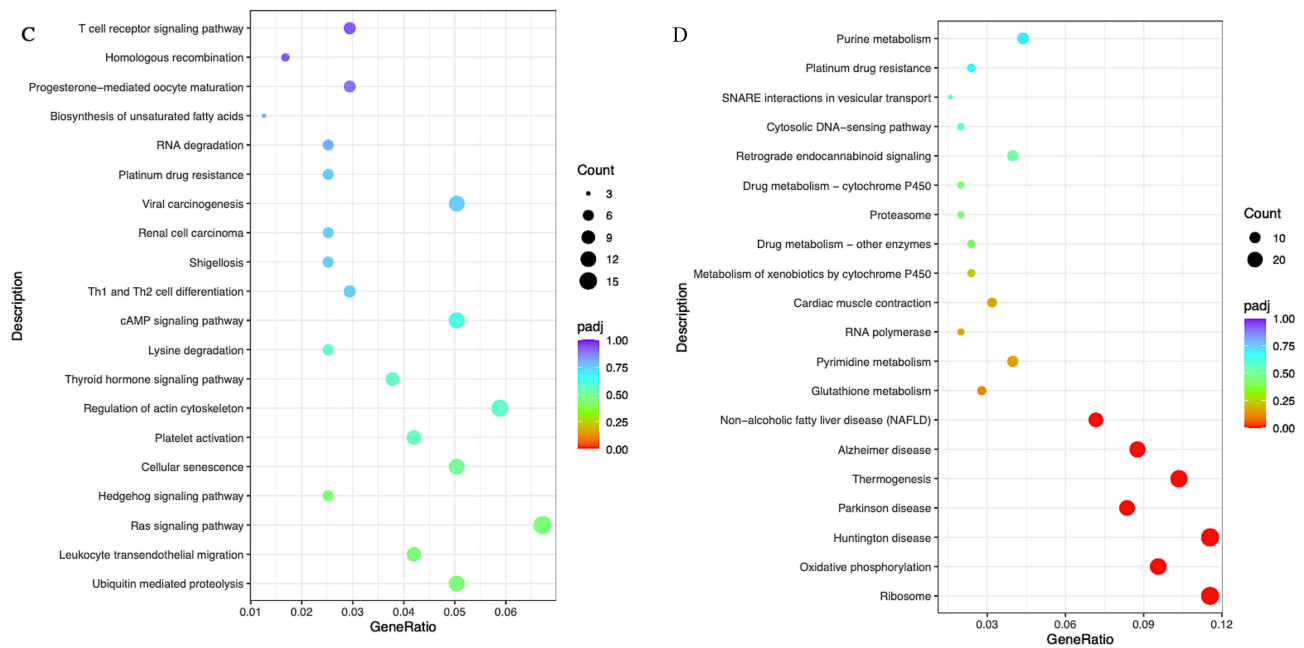 C
T cell receptor signaling pathway
Homologous recombination
Progesterone−mediated oocyte maturation
Biosynthesis of unsaturated fatty acids
RNA degradation
Platinum drug resistance
Viral carcinogenesis
Renal cell carcinoma
Shigellosis
Th1 and Th2 cell differentiation
cAMP signaling pathway
Lysine degradation
Thyroid hormone signaling pathway
Regulation of actin cytoskeleton
Platelet activation
Cellular senescence
Hedgehog signaling pathway
Ras signaling pathway
Leukocyte transendothelial migration
Ubiquitin mediated proteolysis
Description
0.01 0.02 0.03 0.04 0.05 0.06
GeneRatio
Count
3
6
9
12
15
padj
1.00
0.75
0.50
0.25
0.00
D
Purine metabolism
Platinum drug resistance
SNARE interactions in vesicular transport
Cytosolic DNA−sensing pathway
Retrograde endocannabinoid signaling
Drug metabolism − cytochrome P450
Proteasome
Drug metabolism − other enzymes
Metabolism of xenobiotics by cytochrome P450
Cardiac muscle contraction
RNA polymerase
Pyrimidine metabolism
Glutathione metabolism
Non−alcoholic fatty liver disease (NAFLD)
Alzheimer disease
Thermogenesis
Parkinson disease
Huntington disease
Oxidative phosphorylation
Ribosome
Description
0.03 0.06 0.09 0.12
GeneRatio
Count
10
20
padj
1.00
0.75
0.50
0.25
0.00